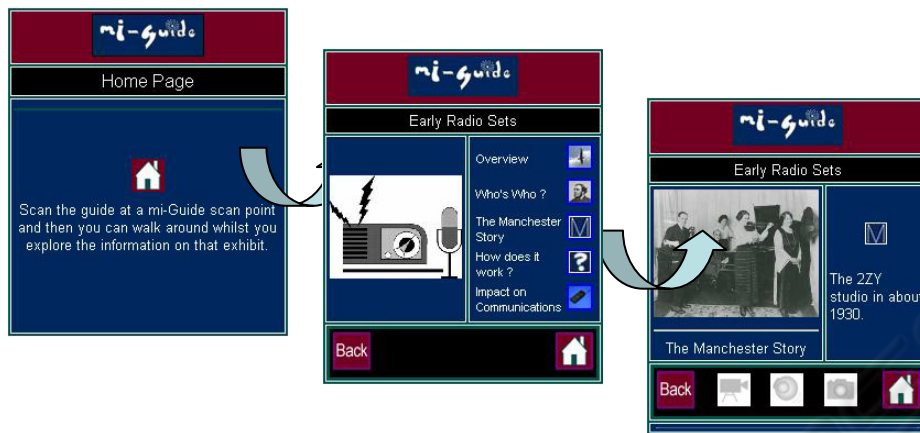 mi-guide
Home Page
Scan the guide at a mi-Guide scan point
and then you can walk around whilst you
explore the information on that exhibit.
mi-guide
Early Radio Sets
Overview
Who's Who ?
The Manchester
Story
How does it
work ?
Impact on
Communications
Back
mi-guide
Early Radio Sets
The 2ZY
studio in about
1930.
The Manchester Story
Back